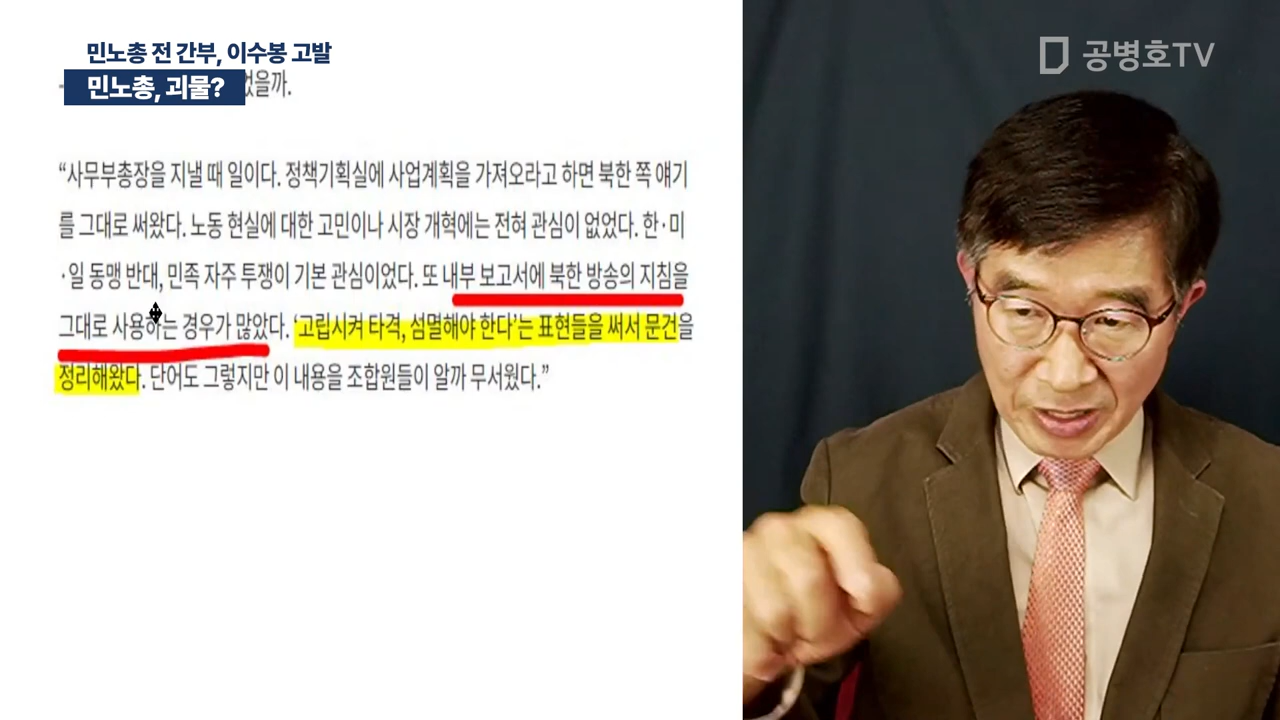 민노총 전 간부, 이수봉 고발
민노총, 괴물?
었을까.
공병호TV
“사무부총장을 지낼 때 일이다. 정책기획실에 사업계획을 가져오라고 하면 북한 쪽 얘기
를 그대로 써왔다. 노동 현실에 대한 고민이나 시장 개혁에는 전혀 관심이 없었다. 한·미
·일 동맹 반대, 민족 자주 투쟁이 기본 관심이었다. 또 내부 보고서에 북한 방송의 지침을
그대로 사용하는 경우가 많았다. ‘고립시켜 타격, 섬멸해야 한다’는 표현들을 써서 문건을
정리해왔다. 단어도 그렇지만 이 내용을 조합원들이 알까 무서웠다.”